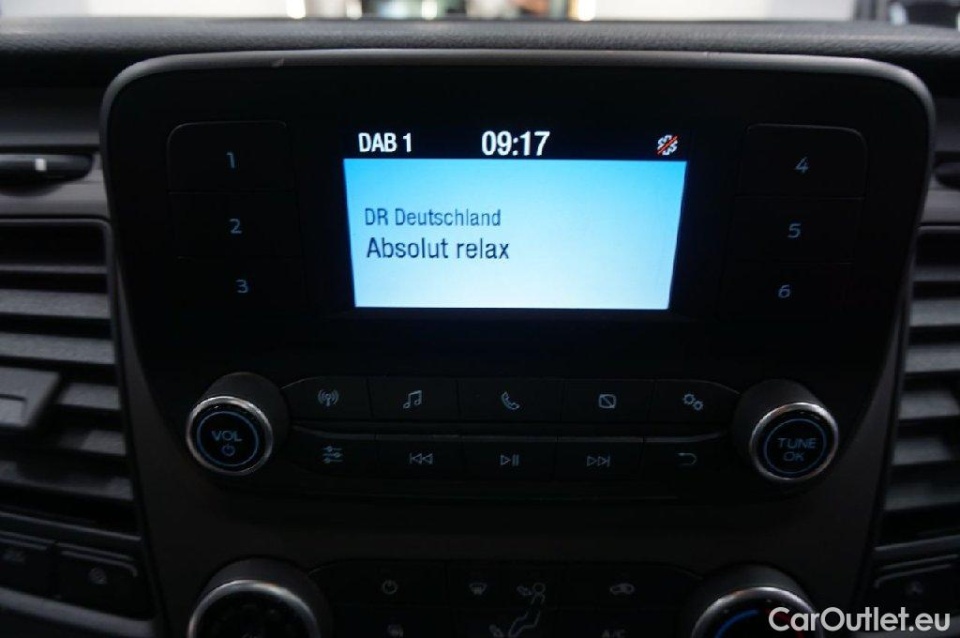 DAB 1 09:17
DR Deutschland
Absolut relax
1
2
3
4
5
6
VOL
TUNE
OK
A/C
CarOutlet.eu